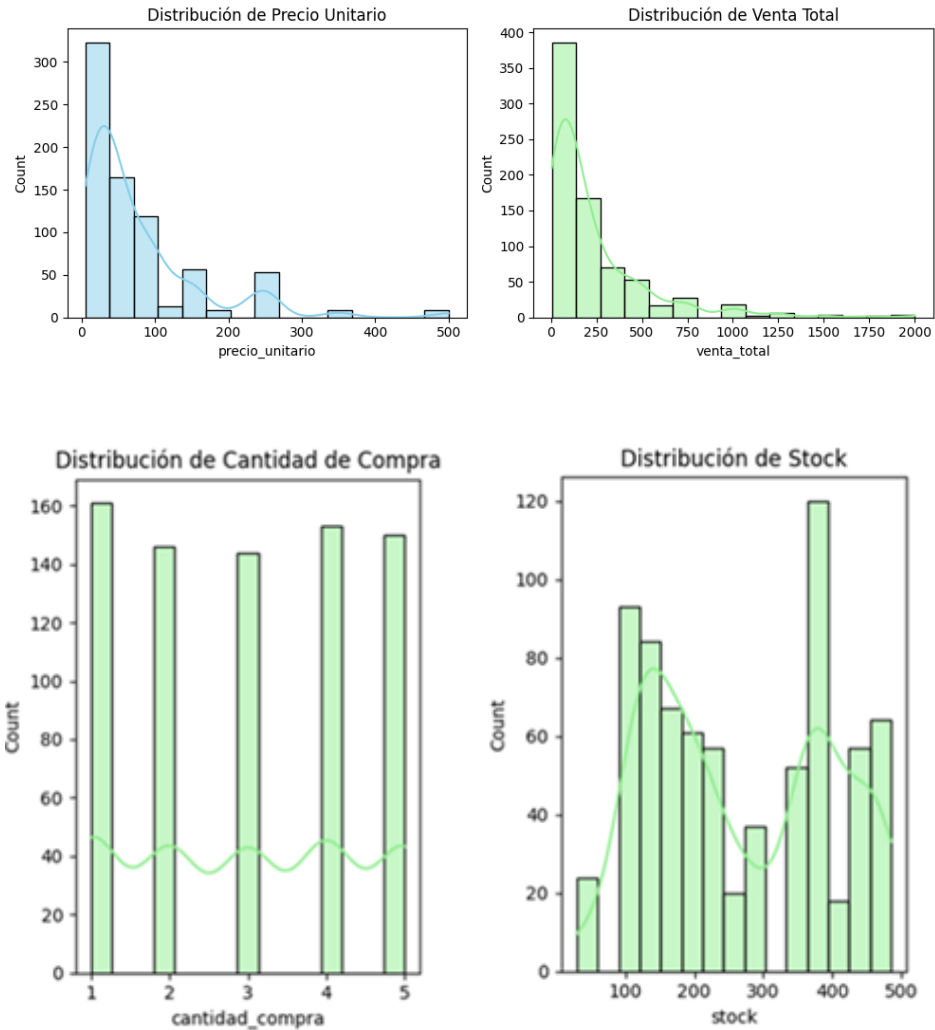 Distribución de Precio Unitario
300
250
200
150
100
50
0
Count
0 100 200 300 400 500
precio_unitario
Distribución de Venta Total
400
350
300
250
200
150
100
50
0
Count
0 250 500 750 1000 1250 1500 1750 2000
venta_total
Distribución de Cantidad de Compra
160
140
120
100
80
60
40
20
0
Count
1 2 3 4 5
cantidad_compra
Distribución de Stock
120
100
80
60
40
20
0
Count
100 200 300 400 500
stock